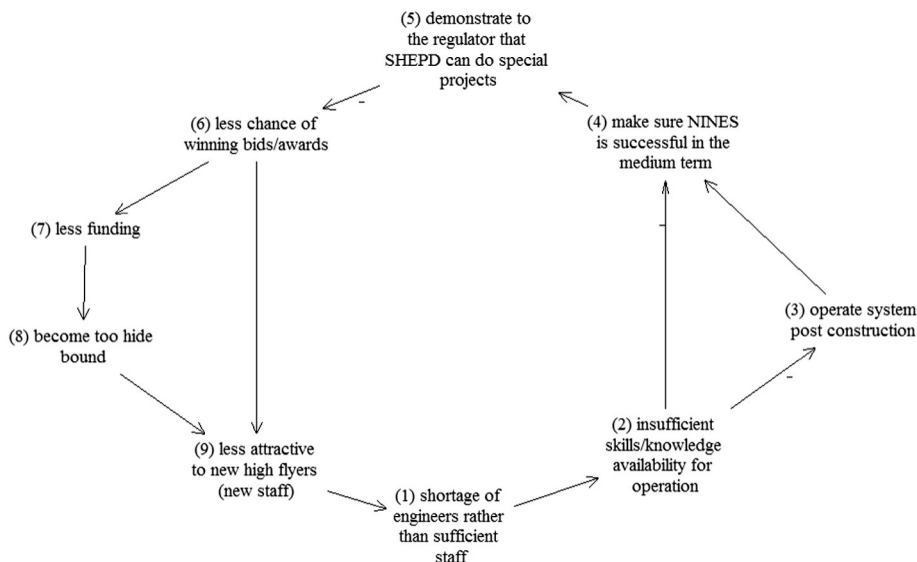 (5) demonstrate to
the regulator that
SHEPD can do special
projects
(6) less chance of
winning bids/awards
(4) make sure NINES
is successful in the
medium term
(7) less funding
(3) operate system
post construction
(8) become too hide
bound
(2) insufficient
skills/knowledge
availability for
operation
(9) less attractive
to new high flyers
(new staff)
(1) shortage of
engineers rather
than sufficient
staff